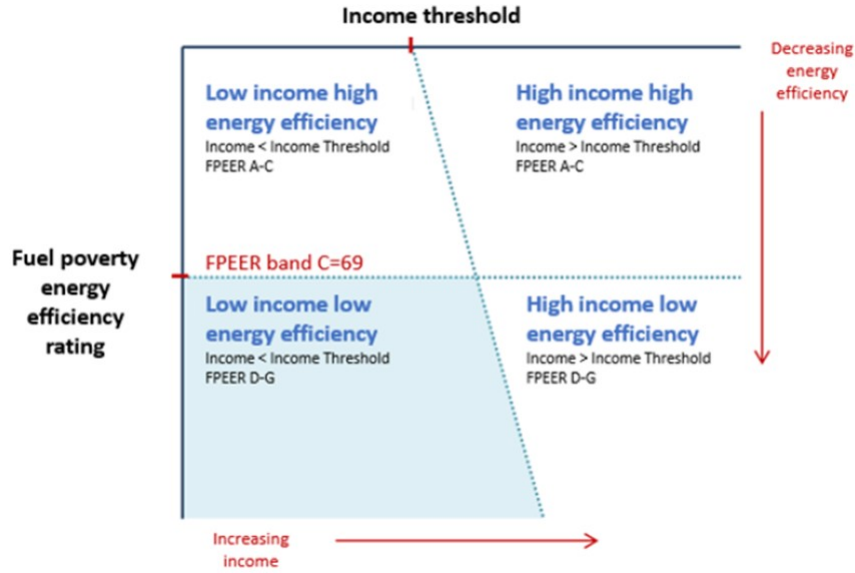 Income threshold
Decreasing
energy
efficiency
Low income high
energy efficiency
Income < Income Threshold
FPEER A-C
High income high
energy efficiency
Income > Income Threshold
FPEER A-C
Fuel poverty
energy
efficiency
rating
FPEER band C=69
Low income low
energy efficiency
Income < Income Threshold
FPEER D-G
High income low
energy efficiency
Income > Income Threshold
FPEER D-G
Increasing
income